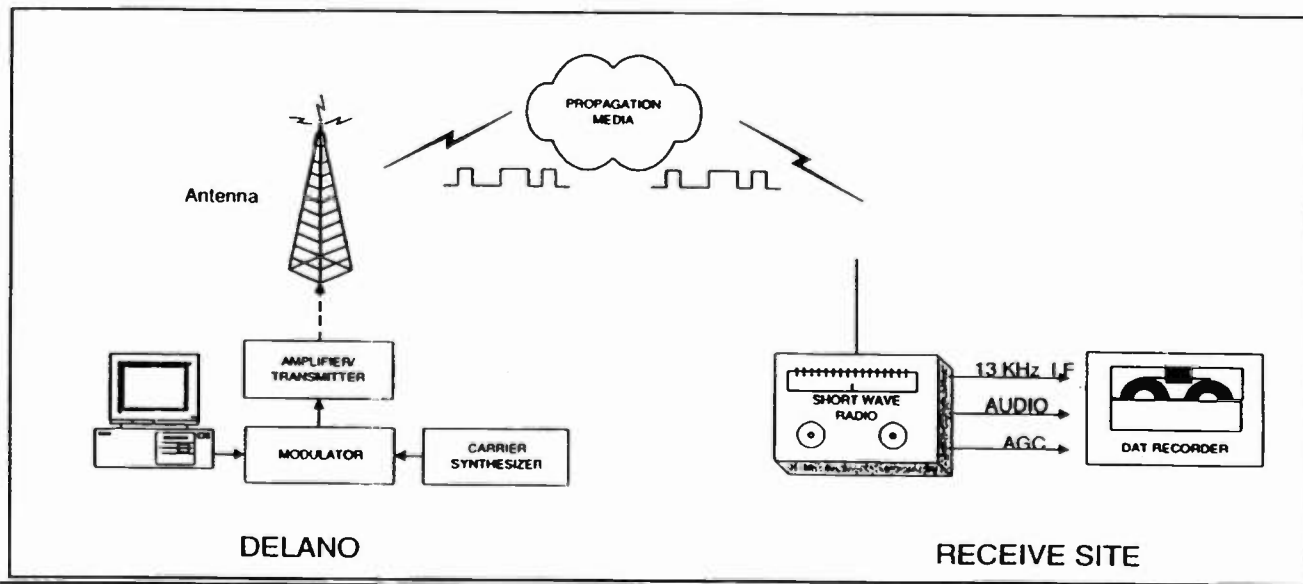 PROPAGATION
MEDIA
Antenna
AMPLIFIER/
TRANSMITTER
MODULATOR
CARRIER
SYNTHESIZER
DELANO
SHORT WAVE
RADIO
13 KHz I.F
AUDIO
AGC
DAT RECORDER
RECEIVE SITE